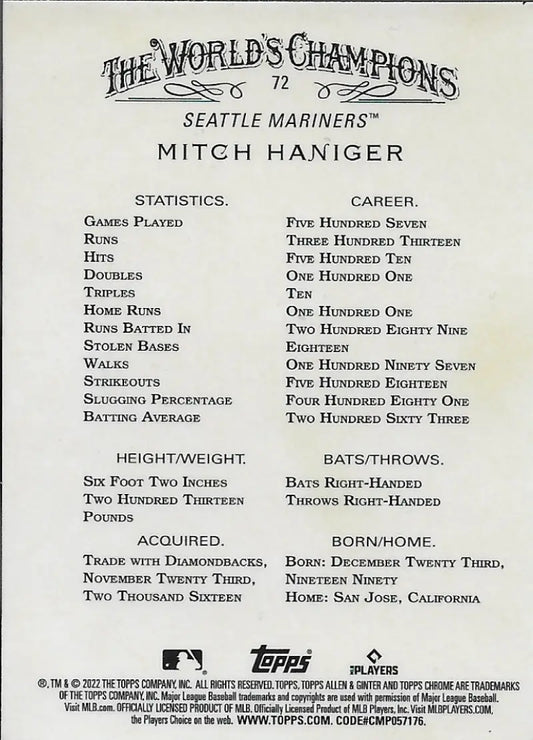 THE WORLD'S CHAMPIONS
72
SEATTLE MARINERS™
MITCH HANIGER
STATISTICS. CAREER.
GAMES PLAYED FIVE HUNDRED SEVEN
RUNS THREE HUNDRED THIRTEEN
HITS FIVE HUNDRED TEN
DOUBLES ONE HUNDRED ONE
TRIPLES TEN
HOME RUNS ONE HUNDRED ONE
RUNS BATTED IN TWO HUNDRED EIGHTY NINE
STOLEN BASES EIGHTEEN
WALKS ONE HUNDRED NINETY SEVEN
STRIKEOUTS FIVE HUNDRED EIGHTEEN
SLUGGING PERCENTAGE FOUR HUNDRED EIGHTY ONE
BATTING AVERAGE TWO HUNDRED SIXTY THREE
HEIGHT/WEIGHT.
SIX FOOT TWO INCHES
TWO HUNDRED THIRTEEN
POUNDS
BATS/THROWS.
BATS RIGHT-HANDED
THROWS RIGHT-HANDED
ACQUIRED.
TRADE WITH DIAMONDBACKS,
NOVEMBER TWENTY THIRD,
TWO THOUSAND SIXTEEN
BORN/HOME.
BORN: DECEMBER TWENTY THIRD,
NINETEEN NINETY
HOME: SAN JOSE, CALIFORNIA
Topps
PLAYERS
®, TM & © 2022 THE TOPPS COMPANY, INC. ALL RIGHTS RESERVED. TOPPS, TOPPS ALLEN & GINTER AND TOPPS CHROME ARE TRADEMARKS
OF THE TOPPS COMPANY, INC. Major League Baseball trademarks and copyrights are used with permission of Major League Baseball.
Visit MLB.com. OFFICIALLY LICENSED PRODUCT OF MLB. Officially Licensed Product of MLB Players, Inc. Visit MLBPLAYERS.COM,
the Players Choice on the web. WWW.TOPPS.COM. CODE#CMP057176.